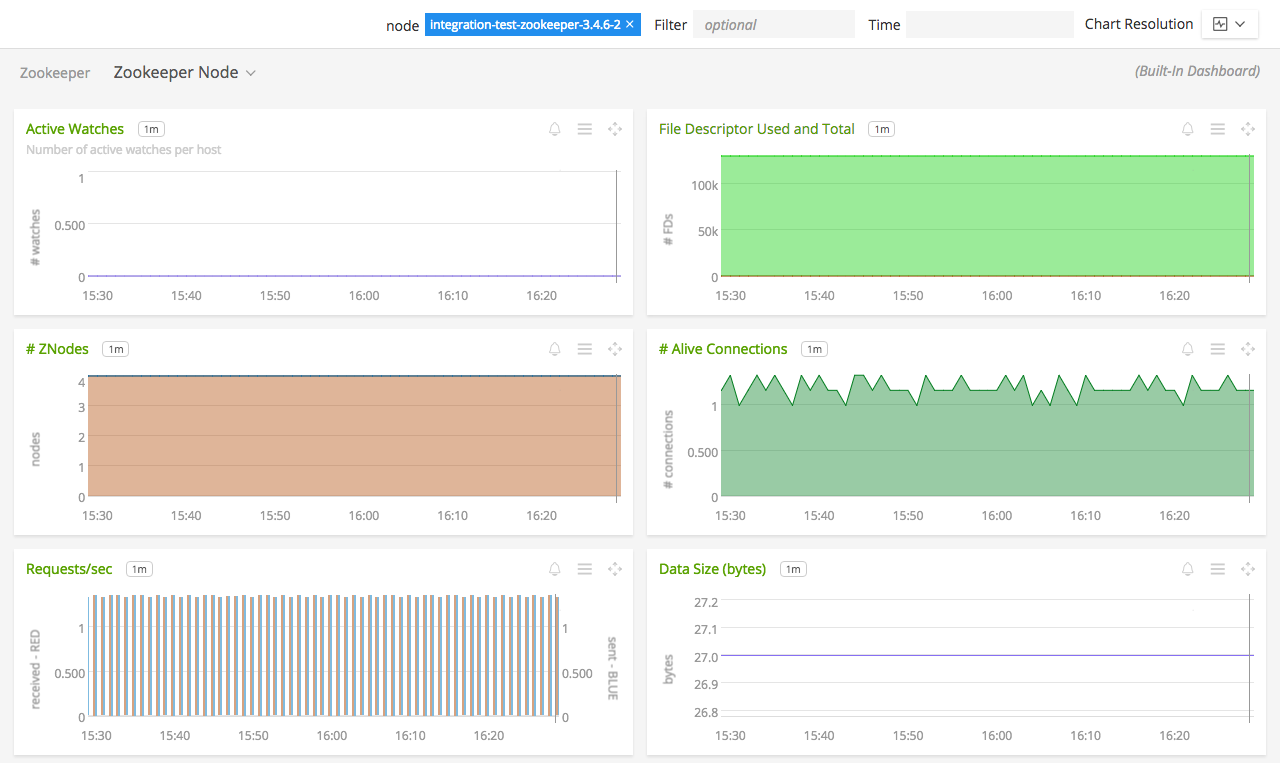 node integration-test-zookeeper-3.4.6-2 × Filter optional Time Chart Resolution
Zookeeper Zookeeper Node (Built-In Dashboard)
Active Watches 1m
Number of active watches per host
# watches
1
0.500
0
15:30 15:40 15:50 16:00 16:10 16:20
File Descriptor Used and Total 1m
# FDs
100k
50k
0
15:30 15:40 15:50 16:00 16:10 16:20
# ZNodes 1m
nodes
4
3
2
1
0
15:30 15:40 15:50 16:00 16:10 16:20
# Alive Connections 1m
# connections
1
0.500
0
15:30 15:40 15:50 16:00 16:10 16:20
Requests/sec 1m
received - RED
1
0.500
0
1
0.500
0
sent - BLUE
15:30 15:40 15:50 16:00 16:10 16:20
Data Size (bytes) 1m
bytes
27.2
27.1
27.0
26.9
26.8
15:30 15:40 15:50 16:00 16:10 16:20